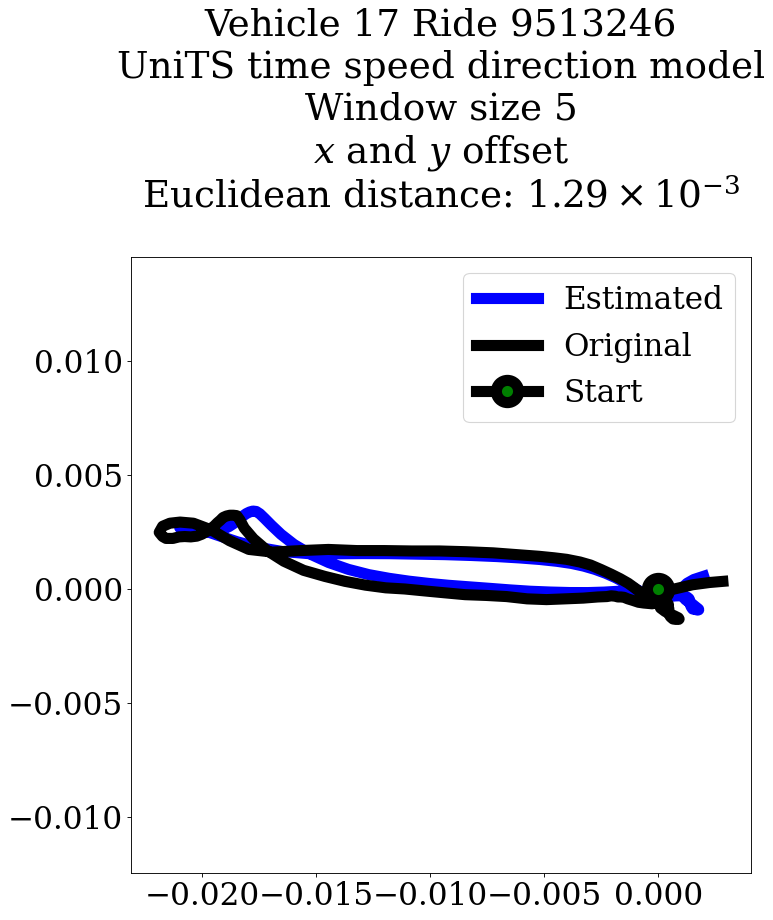 Vehicle 17 Ride 9513246
UniTS time speed direction model
Window size 5
x and y offset
Euclidean distance: 1.29 × 10⁻³
Estimated
Original
Start
0.010
0.005
0.000
−0.005
−0.010
−0.020 −0.015 −0.010 −0.005 0.000